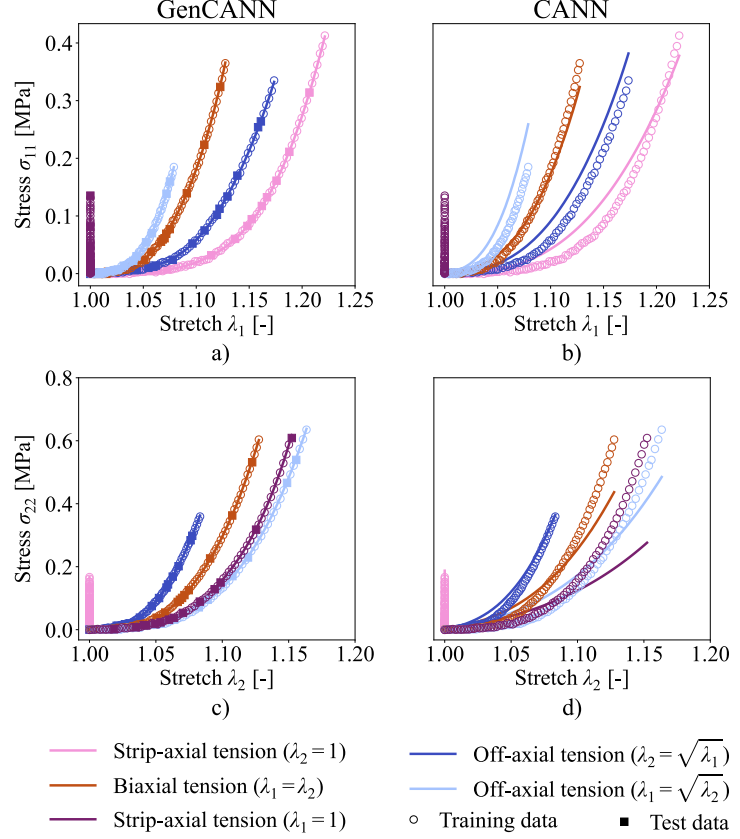 GenCANN
CANN
Stress σ₁₁ [MPa]
0.4
0.3
0.2
0.1
0.0
1.00 1.05 1.10 1.15 1.20 1.25
Stretch λ₁ [-]
a)
1.00 1.05 1.10 1.15 1.20 1.25
Stretch λ₁ [-]
b)
Stress σ₂₂ [MPa]
0.8
0.6
0.4
0.2
0.0
1.00 1.05 1.10 1.15 1.20
Stretch λ₂ [-]
c)
1.00 1.05 1.10 1.15 1.20
Stretch λ₂ [-]
d)
Strip-axial tension (λ₂ = 1)
Biaxial tension (λ₁ = λ₂)
Strip-axial tension (λ₁ = 1)
Off-axial tension (λ₂ = √λ₁)
Off-axial tension (λ₁ = √λ₂)
Training data
Test data